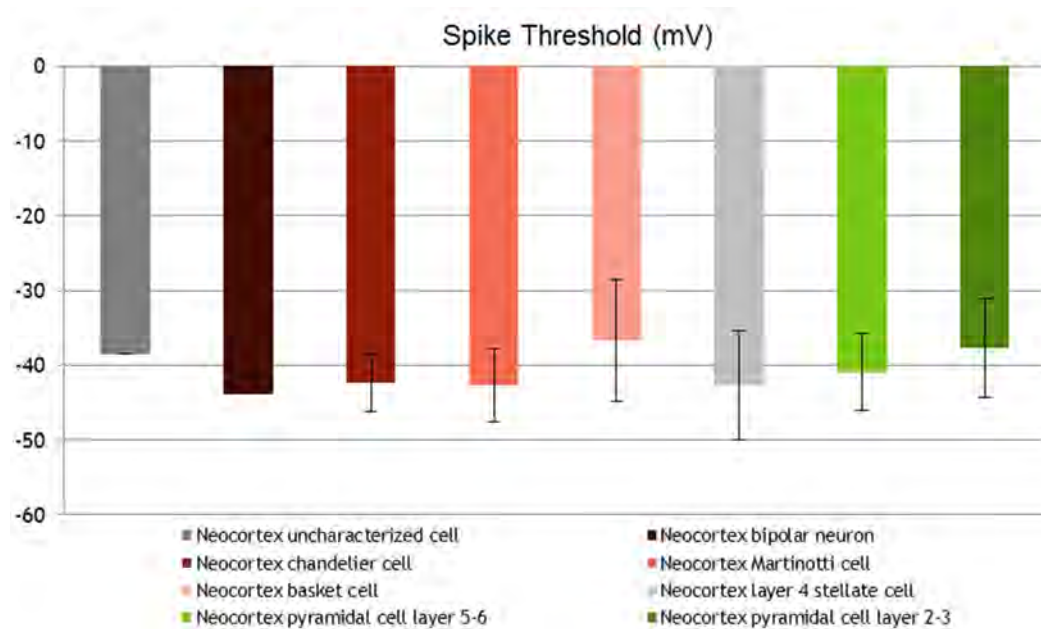 Spike Threshold (mV)
0
-10
-20
-30
-40
-50
-60
Neocortex uncharacterized cell
Neocortex bipolar neuron
Neocortex chandelier cell
Neocortex Martinotti cell
Neocortex basket cell
Neocortex layer 4 stellate cell
Neocortex pyramidal cell layer 5-6
Neocortex pyramidal cell layer 2-3